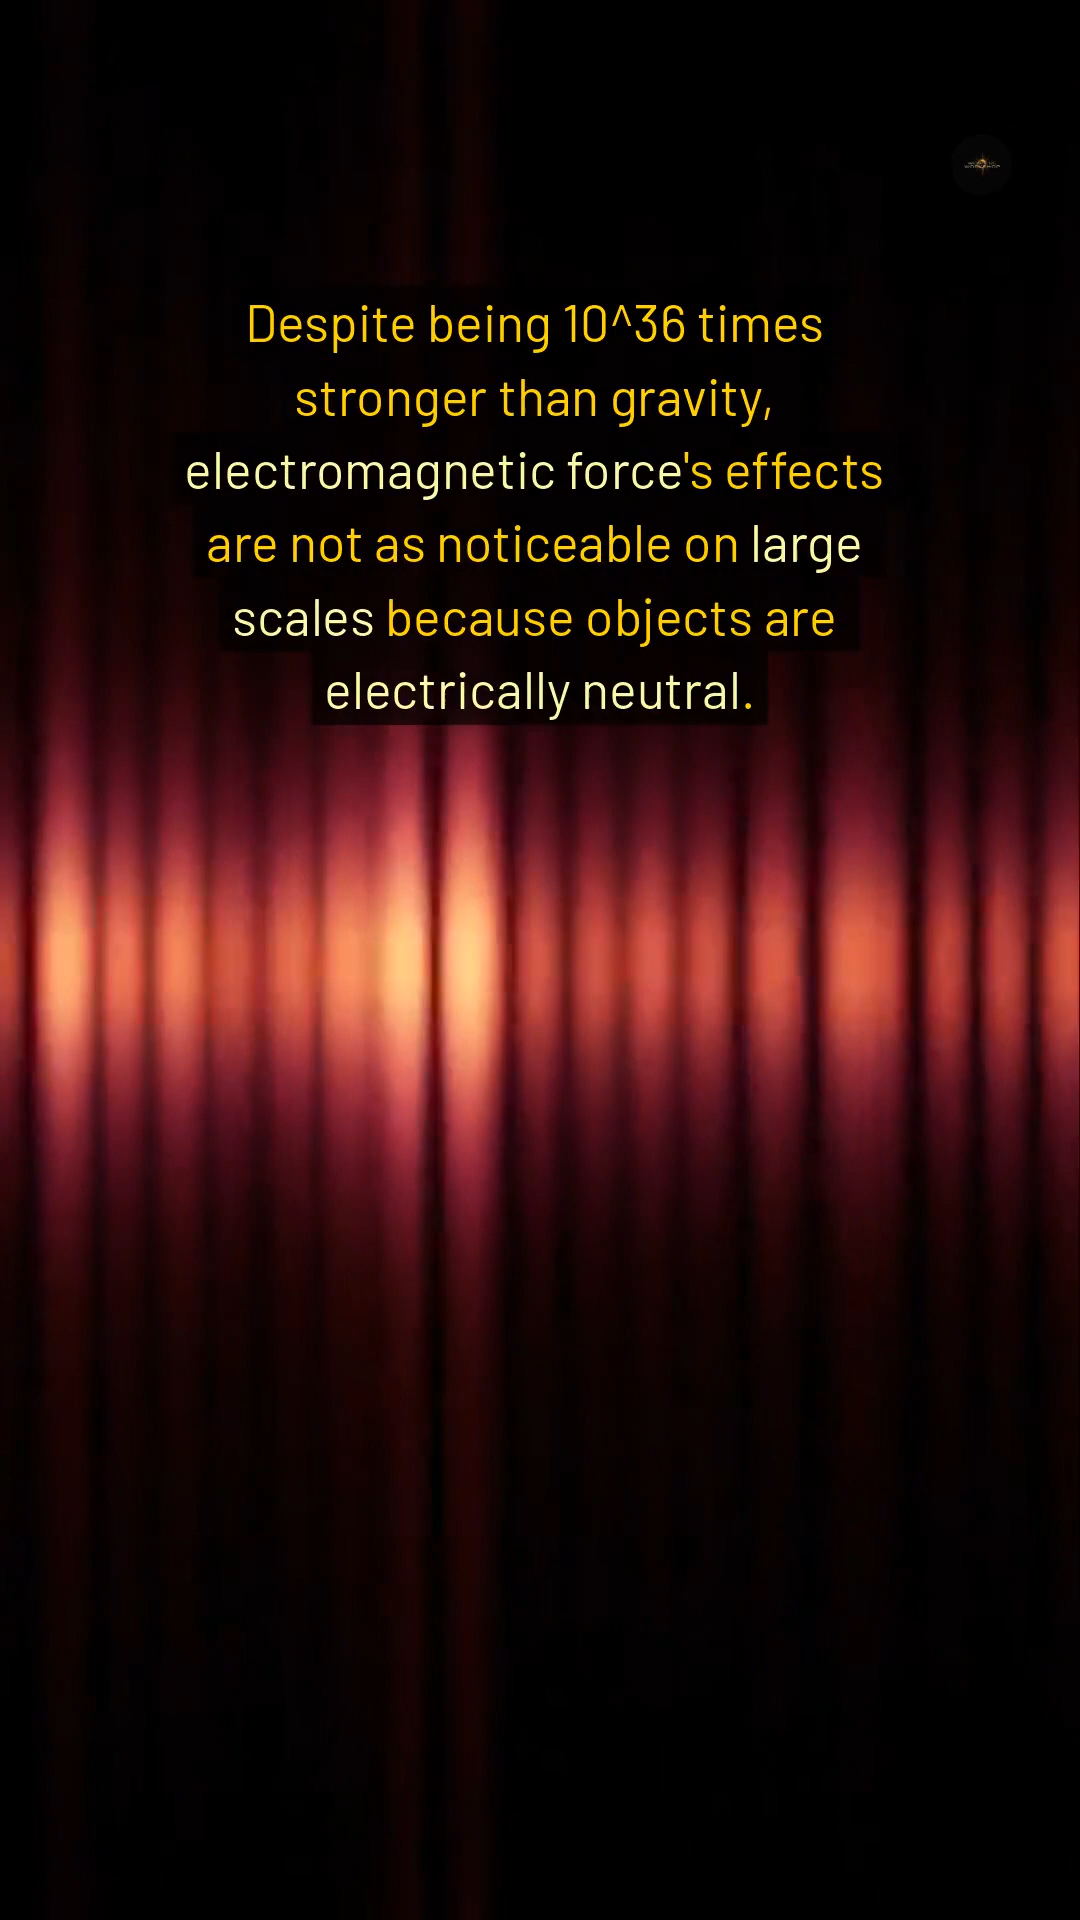 Despite being 10^36 times
stronger than gravity,
electromagnetic force's effects
are not as noticeable on large
scales because objects are
electrically neutral.